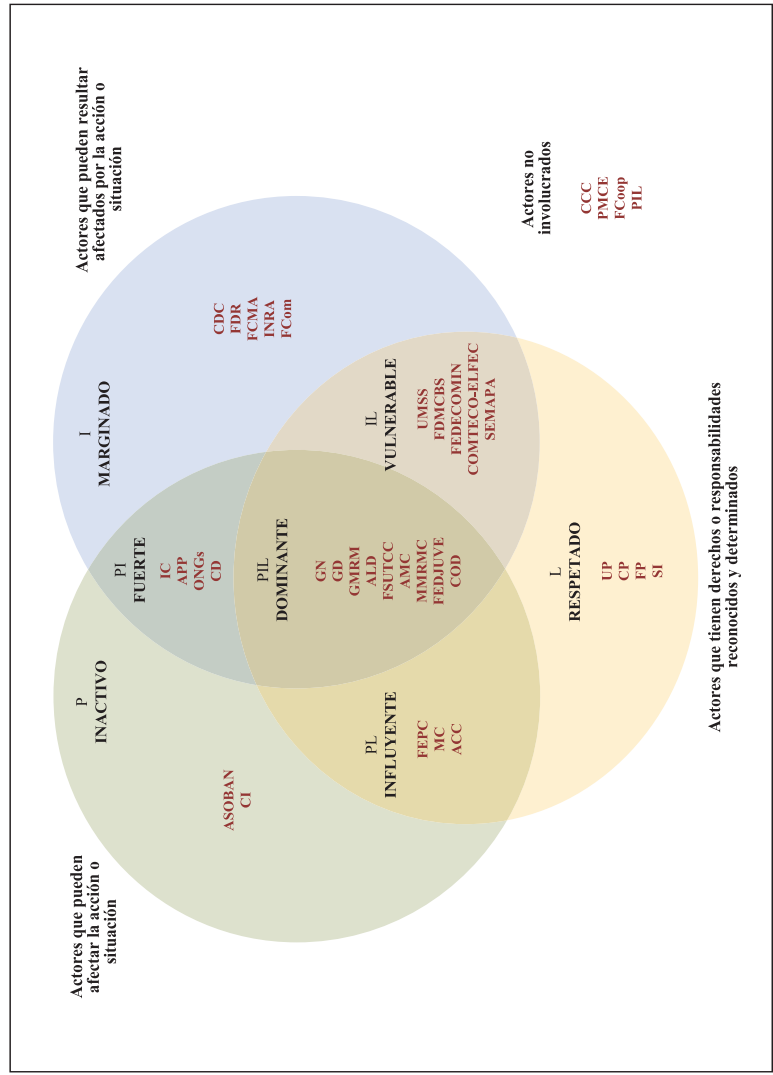 Actores que pueden
afectar la acción o
situación
Actores que pueden resultar
afectados por la acción o
situación
P
INACTIVO
ASOBAN
CI
PI
FUERTE
IC
APP
ONGs
CD
I
MARGINADO
CDC
FDR
FCMA
INRA
FCom
PIL
DOMINANTE
GN
GD
GMRM
ALD
FSUTCC
AMC
MMRMC
FEDJUVE
COD
PL
INFLUYENTE
FEPC
MC
ACC
IL
VULNERABLE
UMSS
FDMCBS
FEDECOMIN
COMTECO-ELFEC
SEMAPA
L
RESPETADO
UP
CP
FP
SI
Actores no
involucrados
CCC
PMCE
FCoop
PIL
Actores que tienen derechos o responsabilidades
reconocidos y determinados